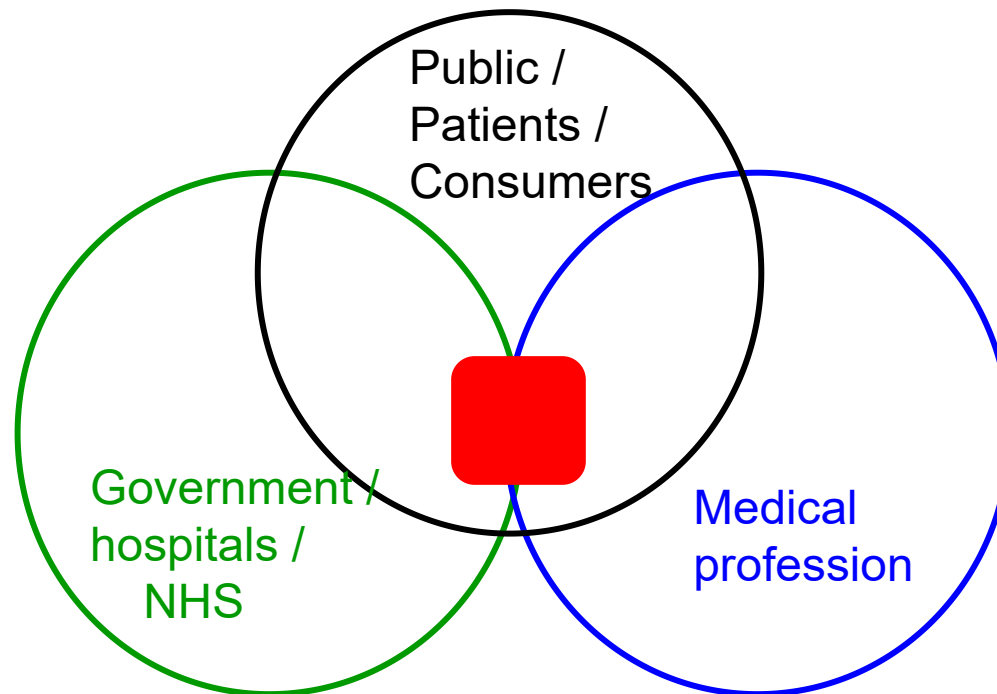 Public /
Patients /
Consumers
Government /
hospitals /
NHS
Medical
profession